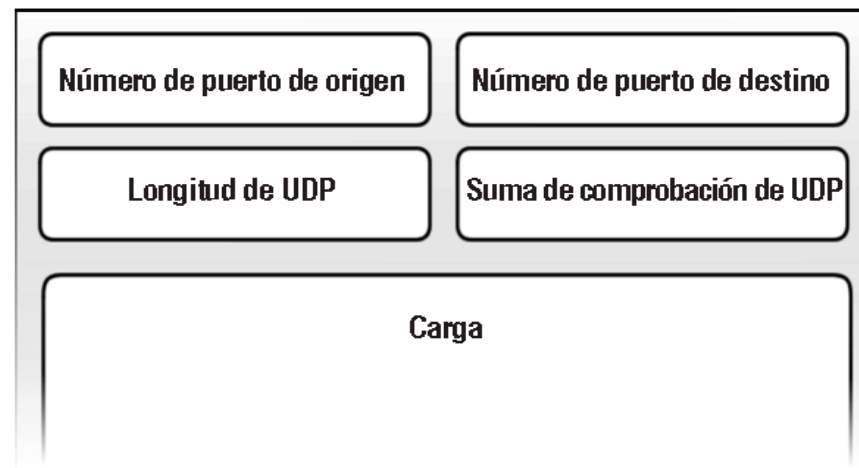 Número de puerto de origen
Número de puerto de destino
Longitud de UDP
Suma de comprobación de UDP
Carga